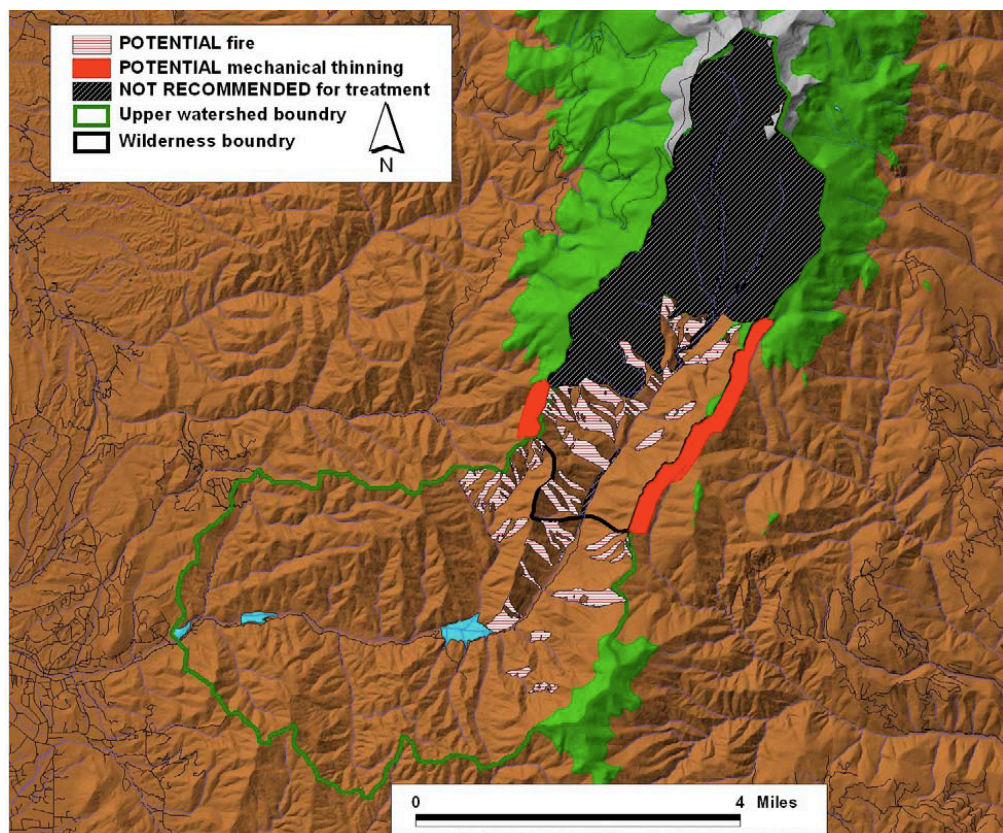 POTENTIAL fire
POTENTIAL mechanical thinning
NOT RECOMMENDED for treatment
Upper watershed boundry
Wilderness boundry
N
0 4 Miles